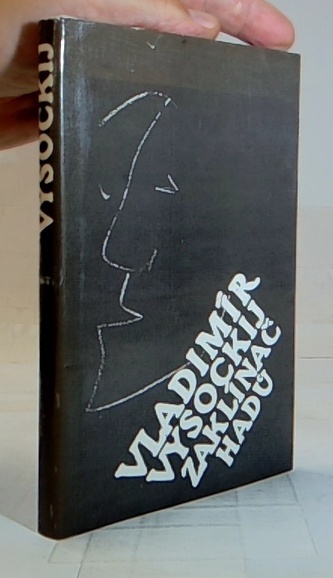 VYSOCKIJ
VLADIMÍR
VYSOCKIJ
ZAKLÍNAČ
HADŮ